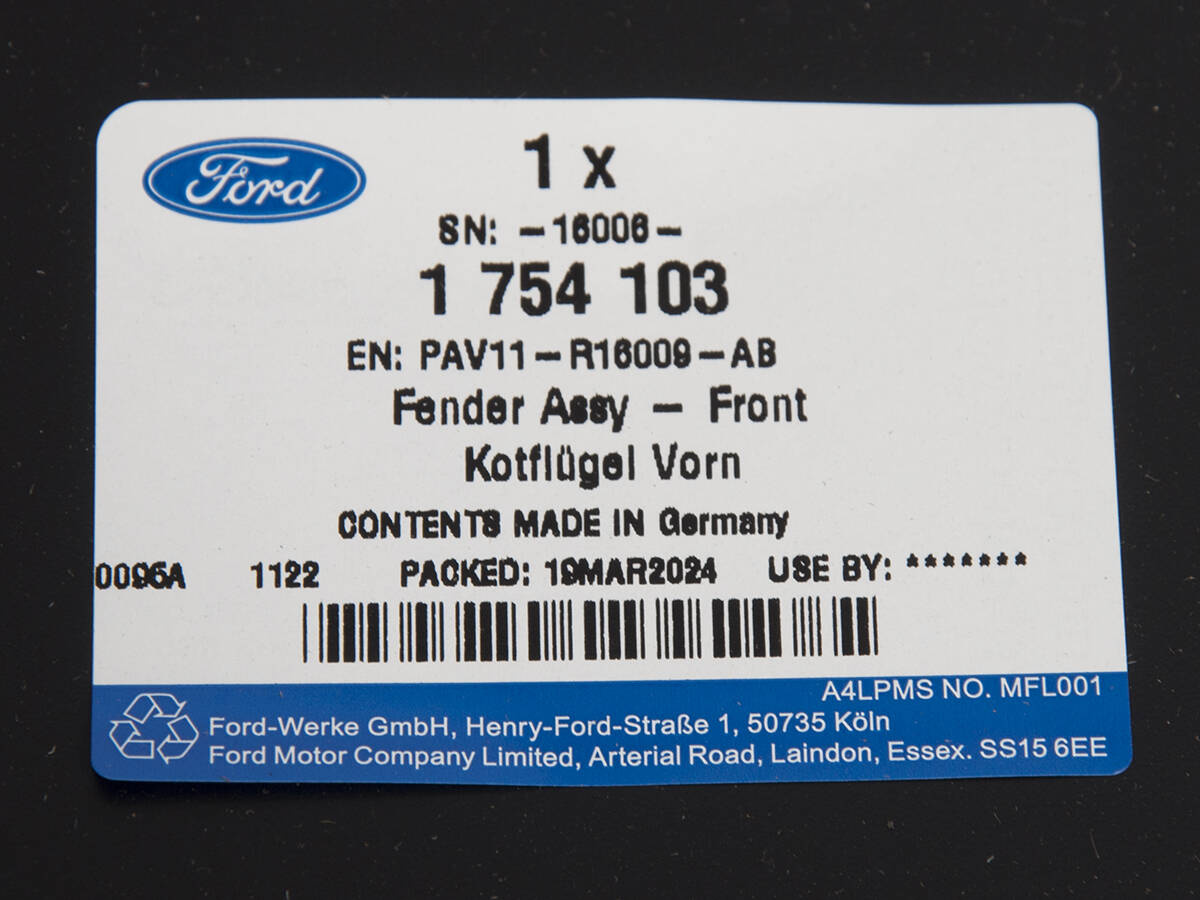 Ford
1 x
SN: -16006-
1 754 103
EN: PAV11-R16009-AB
Fender Assy - Front
Kotflügel Vorn
CONTENTS MADE IN Germany
0096A 1122 PACKED: 19MAR2024 USE BY: *******
A4LPMS NO. MFL001
Ford-Werke GmbH, Henry-Ford-Straße 1, 50735 Köln
Ford Motor Company Limited, Arterial Road, Laindon, Essex. SS15 6EE